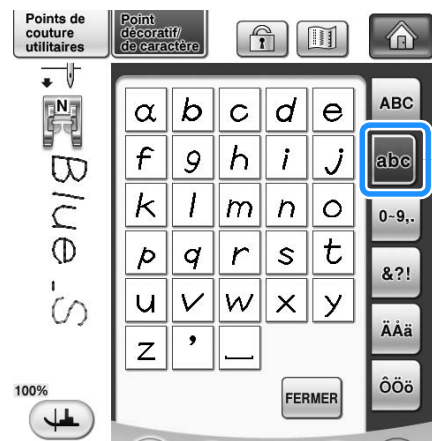 Points de
couture
utilitaires
Point
décoratif/
de caractère
N
Blue_S
100%
a b c d e
f g h i j
k l m n o
p q r s t
u v w x y
z ’ _
FERMER
ABC
abc
0~9,.
&?!
ÄÅä
ÔÖö